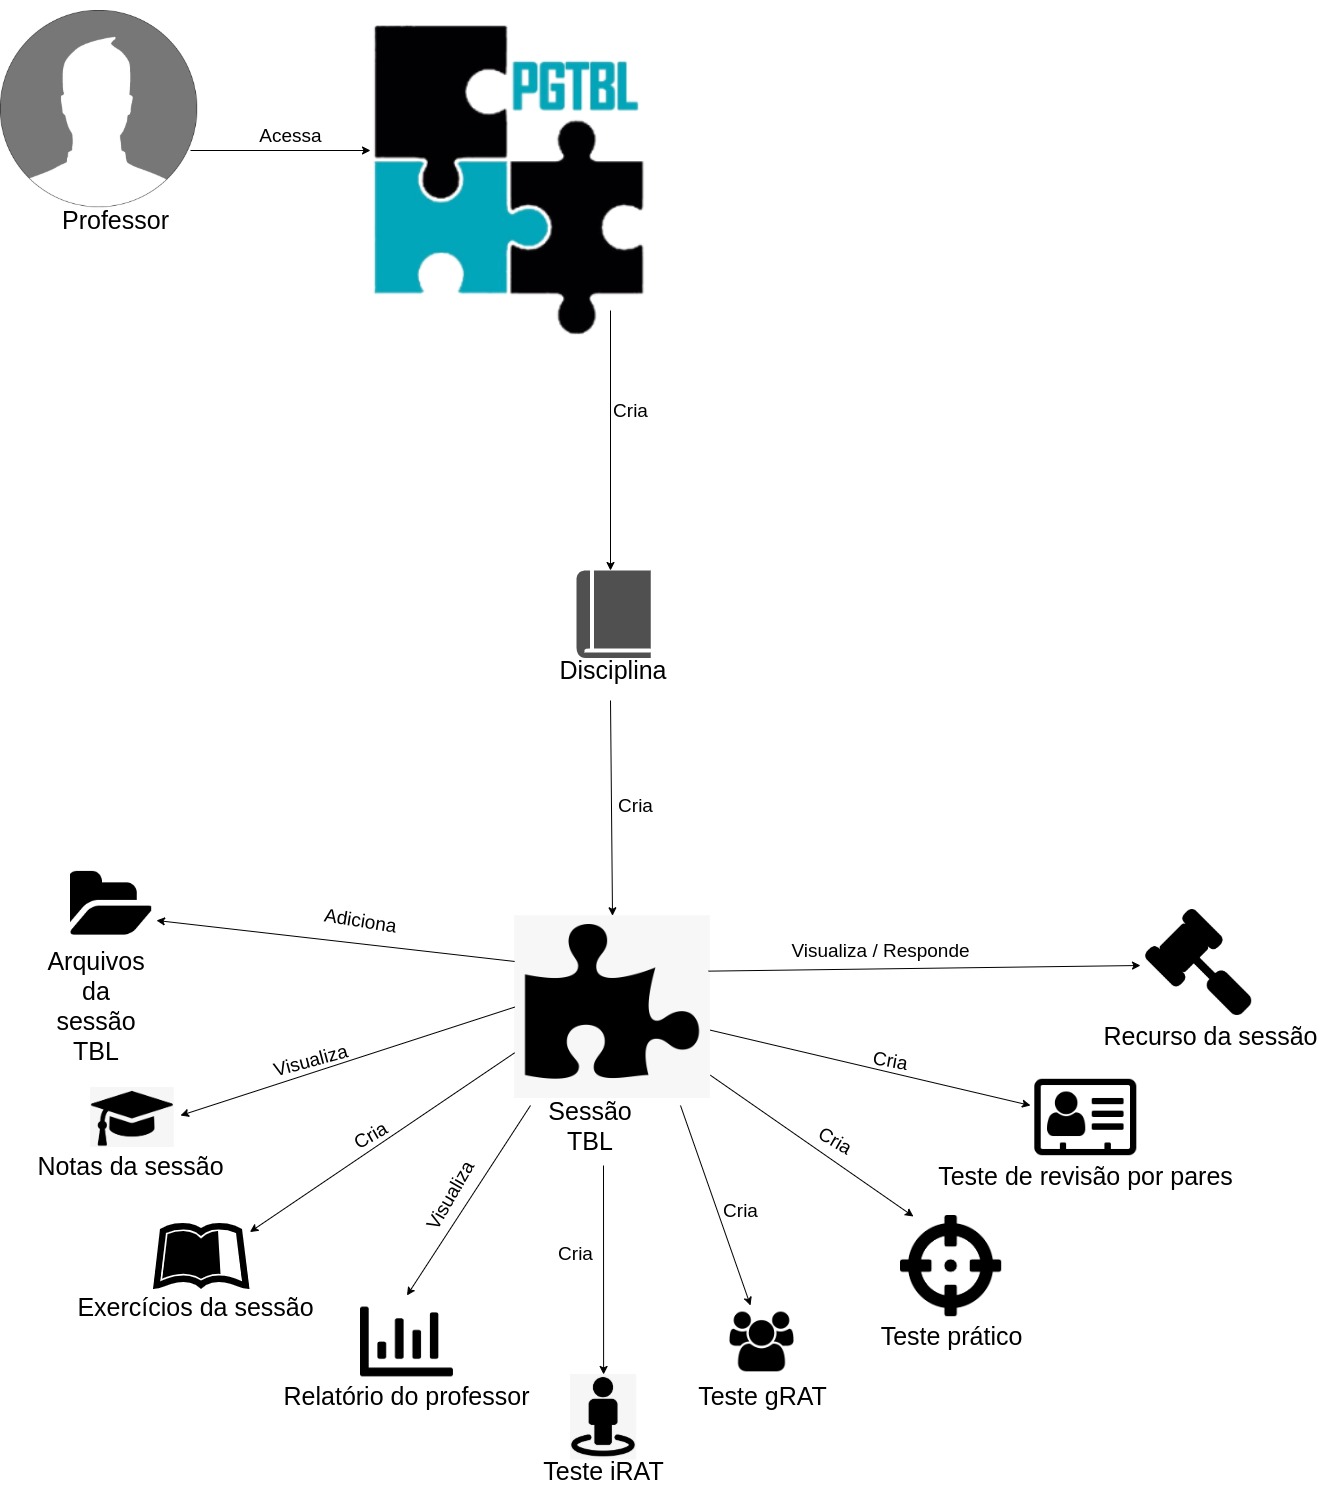 PGTBL
Acessa
Professor
Cria
Disciplina
Cria
Adiciona
Arquivos
da
sessão
TBL
Visualiza / Responde
Recurso da sessão
Visualiza
Notas da sessão
Cria
Teste de revisão por pares
Sessão
TBL
Cria
Exercícios da sessão
Cria
Teste prático
Visualiza
Relatório do professor
Cria
Teste iRAT
Cria
Teste gRAT